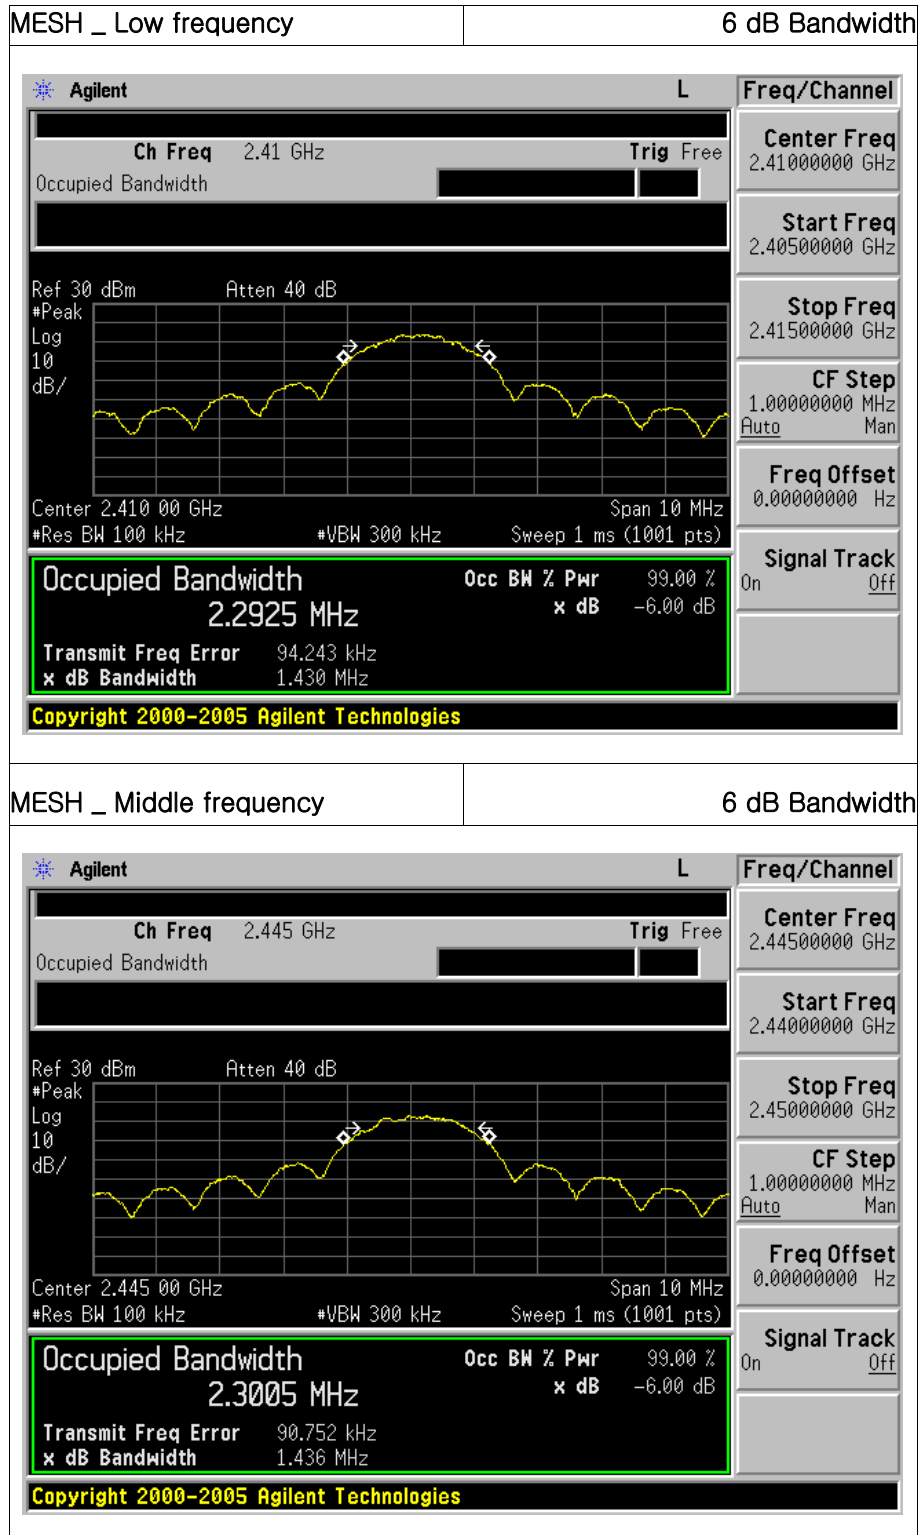 MESH _ Low frequency 6 dB Bandwidth
Agilent L Freq/Channel
Ch Freq 2.41 GHz Trig Free
Occupied Bandwidth
Center Freq
2.41000000 GHz
Start Freq
2.40500000 GHz
Stop Freq
2.41500000 GHz
CF Step
1.00000000 MHz
Auto Man
Freq Offset
0.00000000 Hz
Signal Track
On Off
Ref 30 dBm Atten 40 dB
#Peak
Log
10
dB/
Center 2.410 00 GHz Span 10 MHz
#Res BW 100 kHz #VBW 300 kHz Sweep 1 ms (1001 pts)
Occupied Bandwidth Occ BW % Pwr 99.00 %
2.2925 MHz x dB -6.00 dB
Transmit Freq Error 94.243 kHz
x dB Bandwidth 1.430 MHz
Copyright 2000-2005 Agilent Technologies
MESH _ Middle frequency 6 dB Bandwidth
Agilent L Freq/Channel
Ch Freq 2.445 GHz Trig Free
Occupied Bandwidth
Center Freq
2.44500000 GHz
Start Freq
2.44000000 GHz
Stop Freq
2.45000000 GHz
CF Step
1.00000000 MHz
Auto Man
Freq Offset
0.00000000 Hz
Signal Track
On Off
Ref 30 dBm Atten 40 dB
#Peak
Log
10
dB/
Center 2.445 00 GHz Span 10 MHz
#Res BW 100 kHz #VBW 300 kHz Sweep 1 ms (1001 pts)
Occupied Bandwidth Occ BW % Pwr 99.00 %
2.3005 MHz x dB -6.00 dB
Transmit Freq Error 90.752 kHz
x dB Bandwidth 1.436 MHz
Copyright 2000-2005 Agilent Technologies